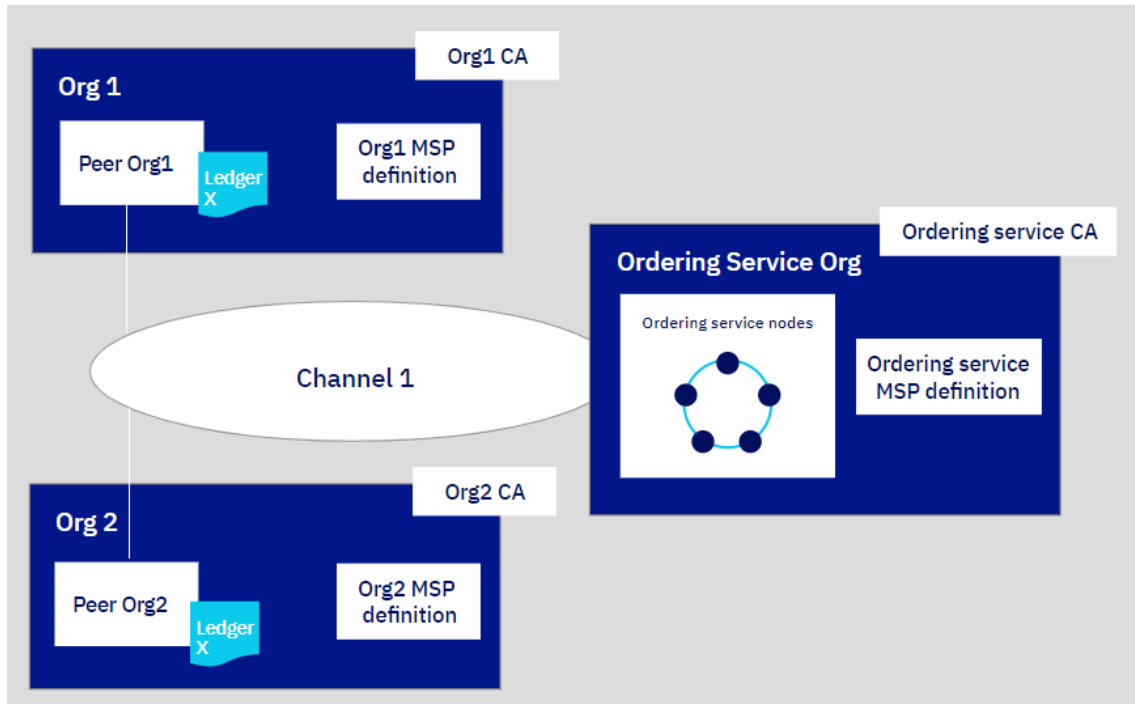 Org1 CA
Org 1
Peer Org1
Ledger
X
Org1 MSP
definition
Ordering service CA
Ordering Service Org
Ordering service nodes
Ordering service
MSP definition
Channel 1
Org2 CA
Org 2
Peer Org2
Ledger
X
Org2 MSP
definition